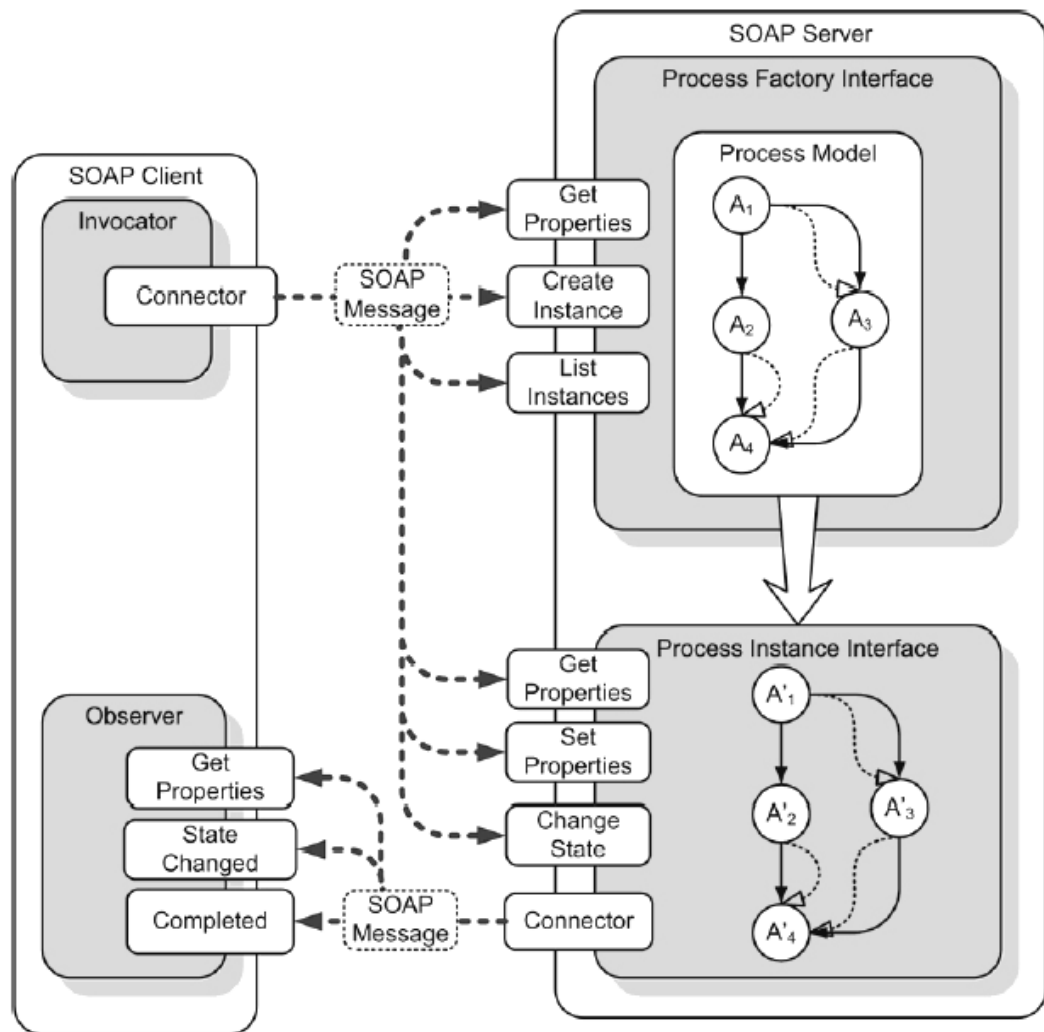 SOAP Server
Process Factory Interface
Process Model
SOAP Client
Invocator
Connector
SOAP
Message
Get
Properties
Create
Instance
List
Instances
A₁
A₂
A₃
A₄
Process Instance Interface
Get
Properties
Set
Properties
Change
State
Connector
A'₁
A'₂
A'₃
A'₄
Observer
Get
Properties
State
Changed
Completed
SOAP
Message